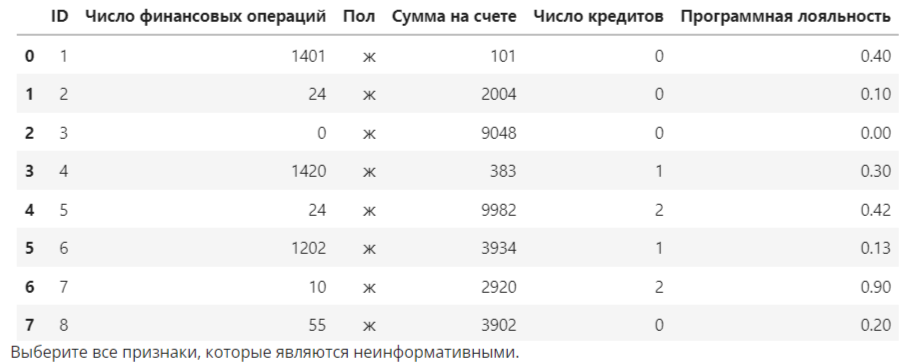 ID Число финансовых операций Пол Сумма на счете Число кредитов Программная лояльность
0 1 1401 ж 101 0 0.40
1 2 24 ж 2004 0 0.10
2 3 0 ж 9048 0 0.00
3 4 1420 ж 383 1 0.30
4 5 24 ж 9982 2 0.42
5 6 1202 ж 3934 1 0.13
6 7 10 ж 2920 2 0.90
7 8 55 ж 3902 0 0.20
Выберите все признаки, которые являются неинформативными.